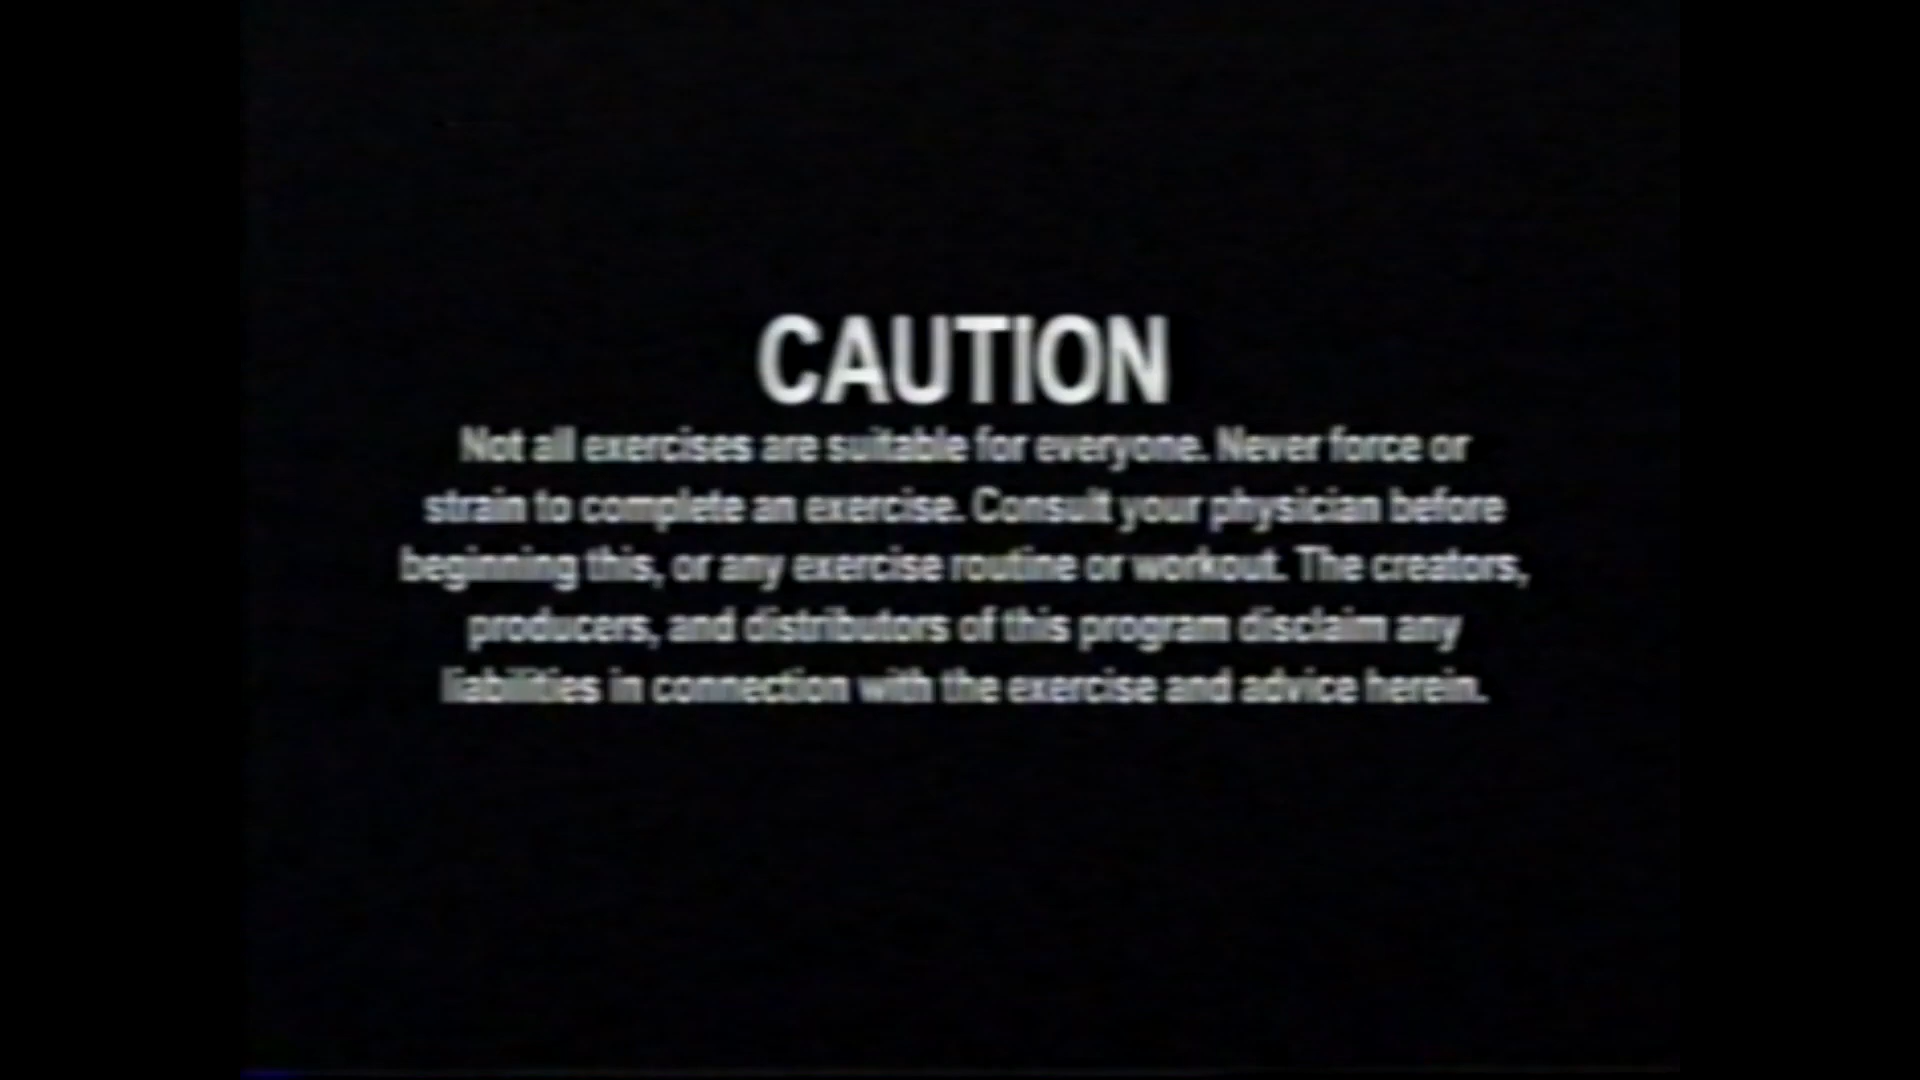 CAUTION
Not all exercises are suitable for everyone. Never force or
strain to complete an exercise. Consult your physician before
beginning this, or any exercise routine or workout. The creators,
producers, and distributors of this program disclaim any
liabilities in connection with the exercise and advice herein.